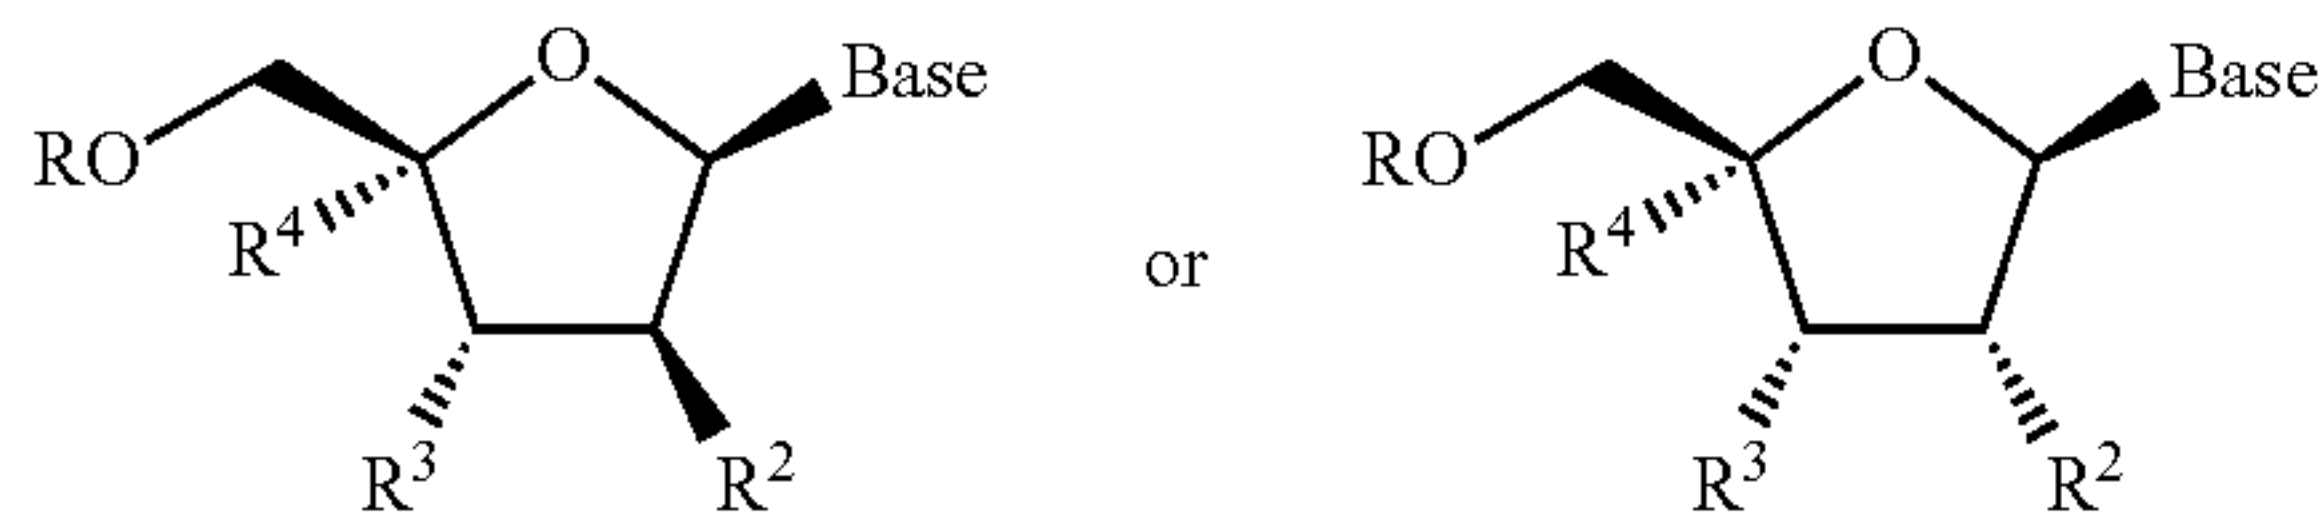 O
Base
RO
R⁴
R³
R²
or
O
Base
RO
R⁴
R³
R²